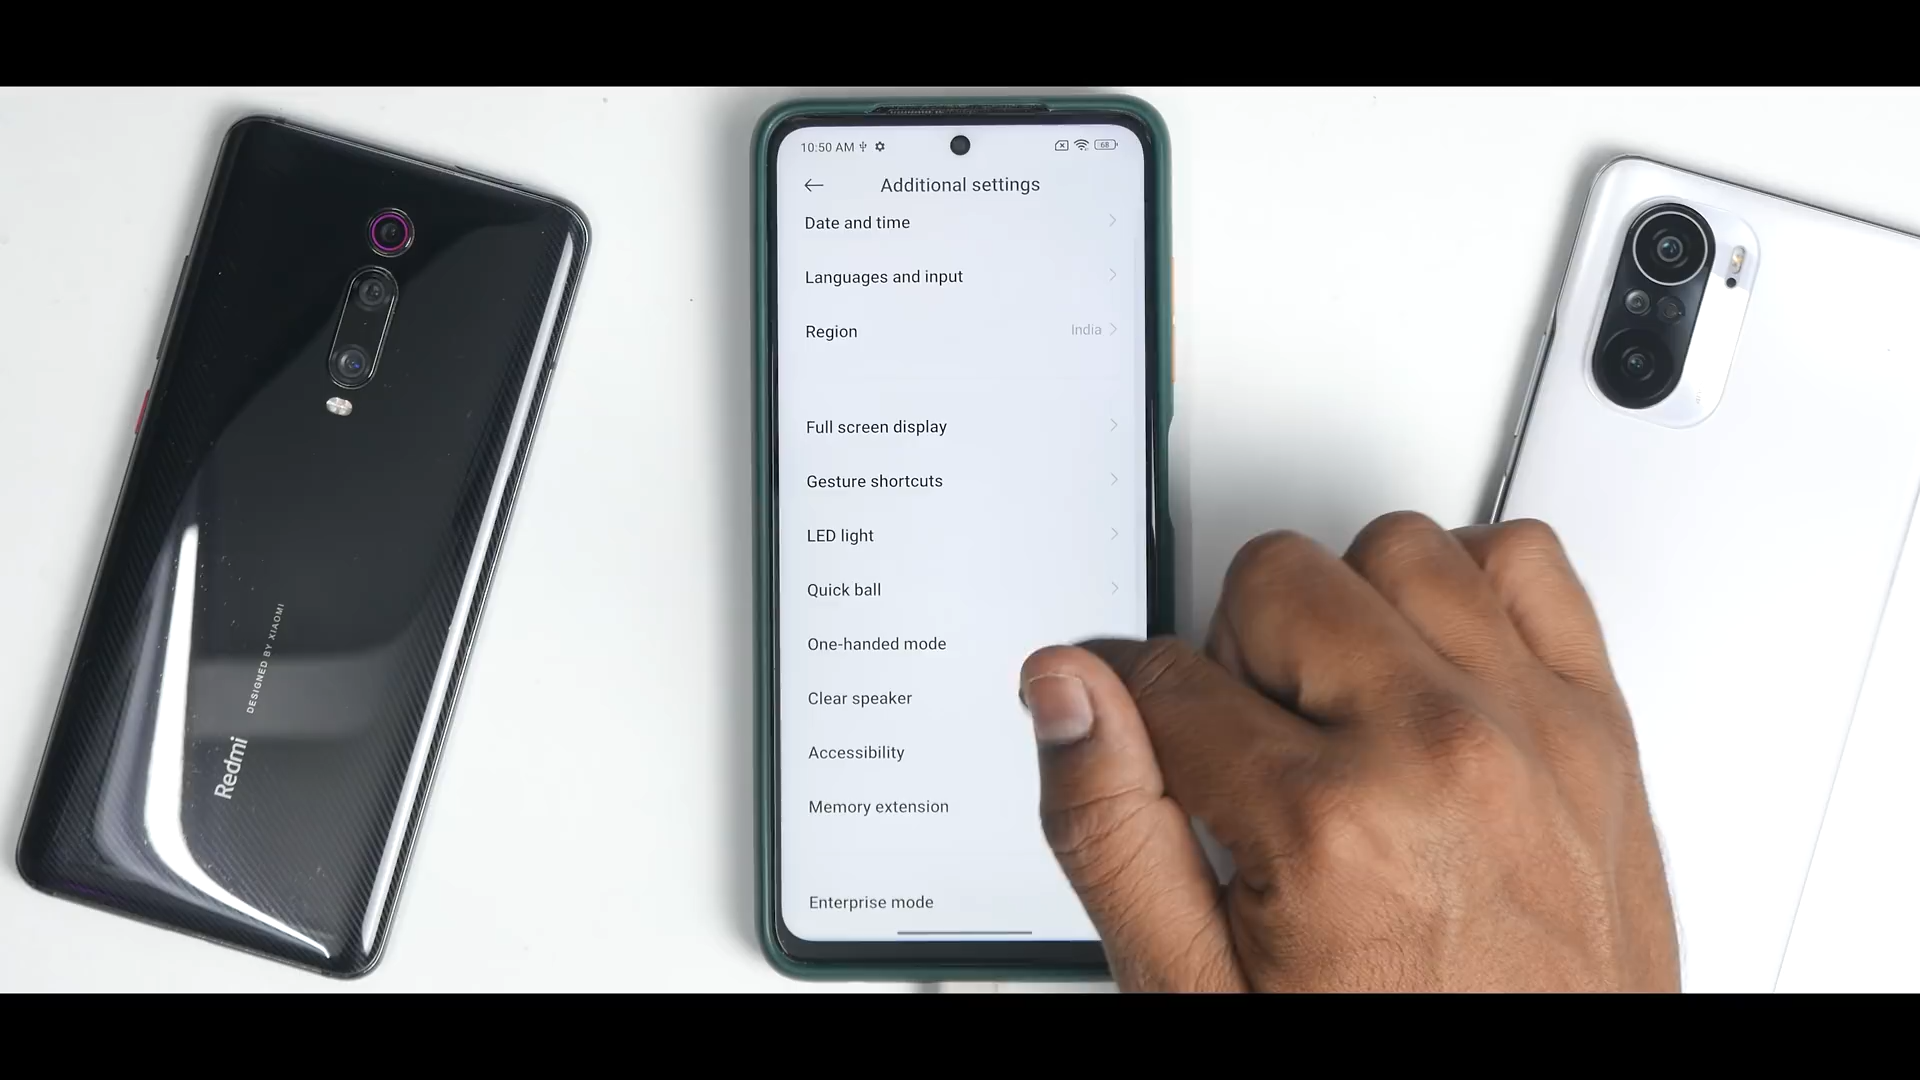 10:50 AM
68
Additional settings
Date and time
Languages and input
Region
India
Full screen display
Gesture shortcuts
LED light
Quick ball
One-handed mode
Clear speaker
Accessibility
Memory extension
Enterprise mode
Redmi
DESIGNED BY XIAOMI